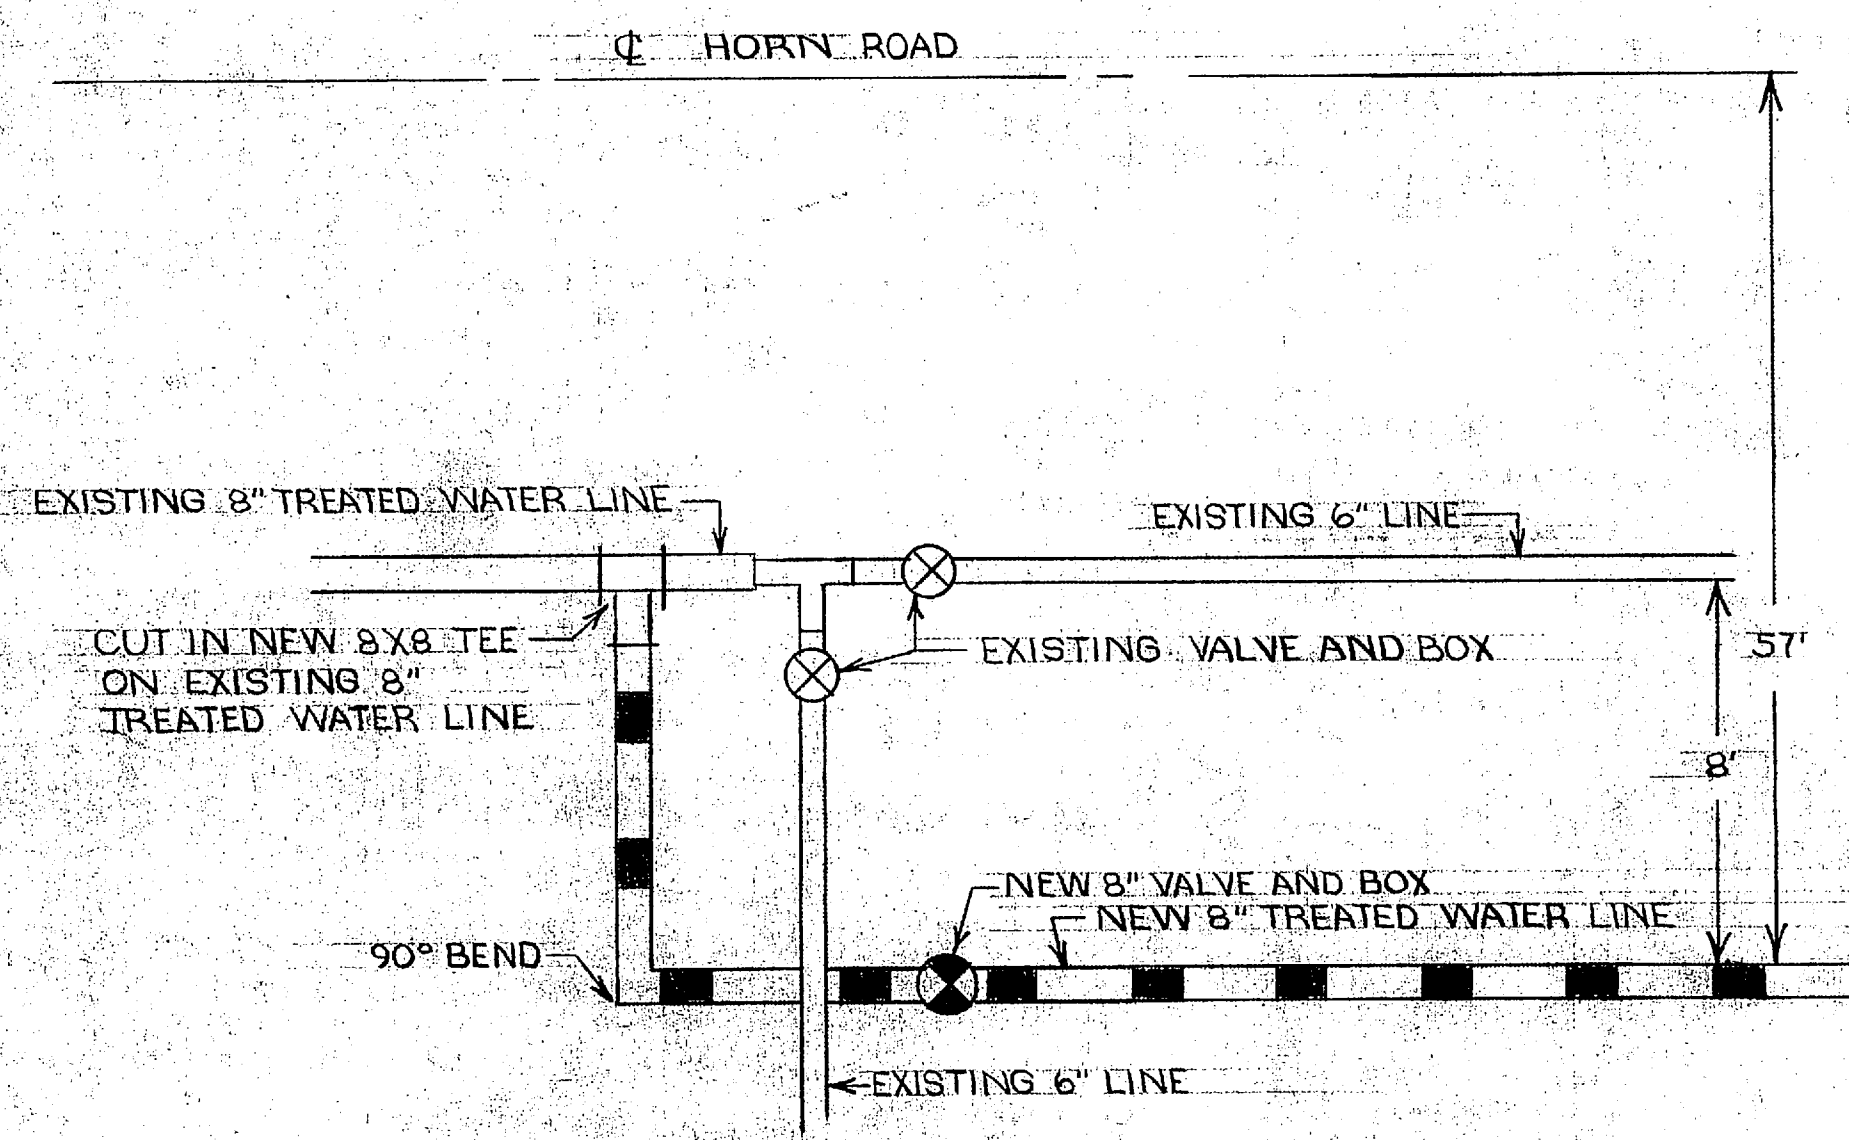 ℄ HORN ROAD
EXISTING 8" TREATED WATER LINE
EXISTING 6" LINE
CUT IN NEW 8X8 TEE
ON EXISTING 8"
TREATED WATER LINE
EXISTING VALVE AND BOX
57'
8'
NEW 8" VALVE AND BOX
NEW 8" TREATED WATER LINE
90° BEND
EXISTING 6" LINE